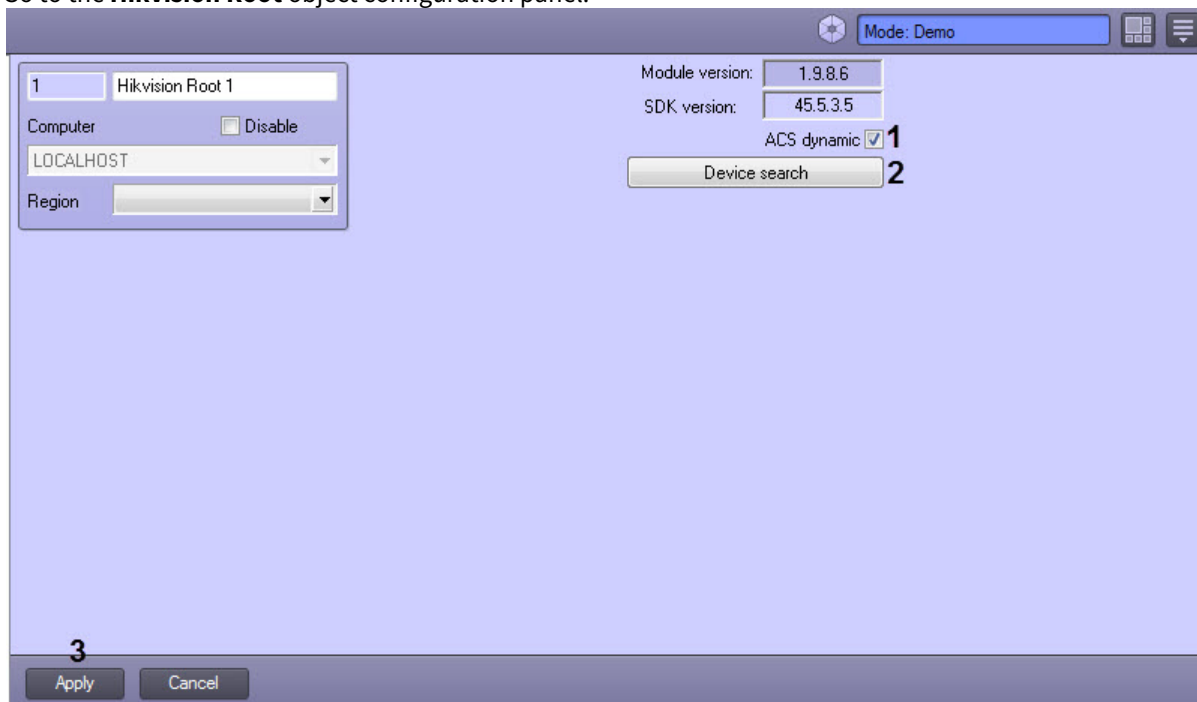 Go to the Hikvision Root object configuration panel.
Mode: Demo
1 Hikvision Root 1
Computer Disable
LOCALHOST
Region
Module version: 1.9.8.6
SDK version: 45.5.3.5
ACS dynamic 1
Device search 2
3
Apply Cancel